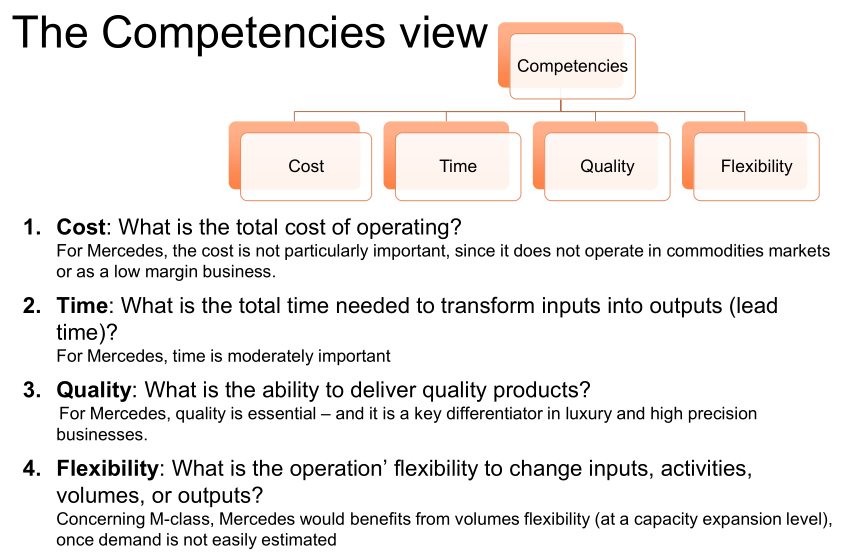 The Competencies view
Competencies
Cost
Time
Quality
Flexibility
1. Cost: What is the total cost of operating?
For Mercedes, the cost is not particularly important, since it does not operate in commodities markets
or as a low margin business.
2. Time: What is the total time needed to transform inputs into outputs (lead
time)?
For Mercedes, time is moderately important
3. Quality: What is the ability to deliver quality products?
For Mercedes, quality is essential – and it is a key differentiator in luxury and high precision
businesses.
4. Flexibility: What is the operation’ flexibility to change inputs, activities,
volumes, or outputs?
Concerning M-class, Mercedes would benefits from volumes flexibility (at a capacity expansion level),
once demand is not easily estimated